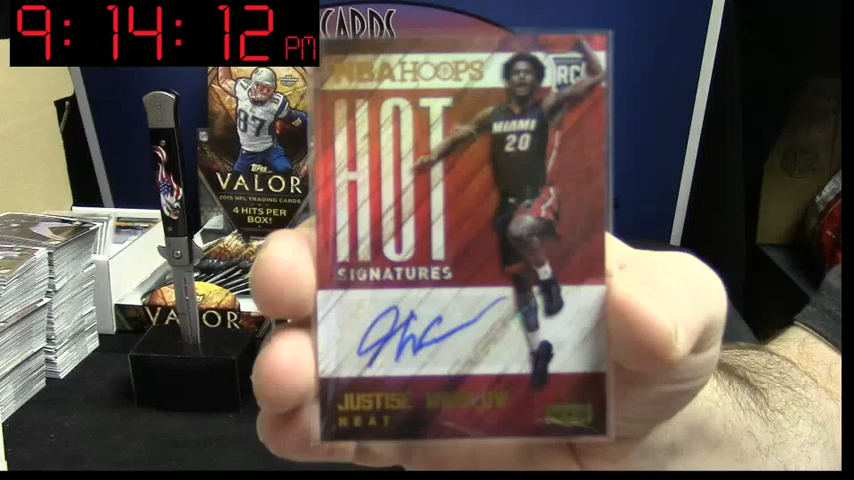 9:14:12 PM
CARDS
NBA HOOPS
RC
HOT
SIGNATURES
MIAMI
20
JUSTISE WINSLOW
HEAT
87
Topps
VALOR
2015 NFL TRADING CARDS
4 HITS PER
BOX!
VALOR